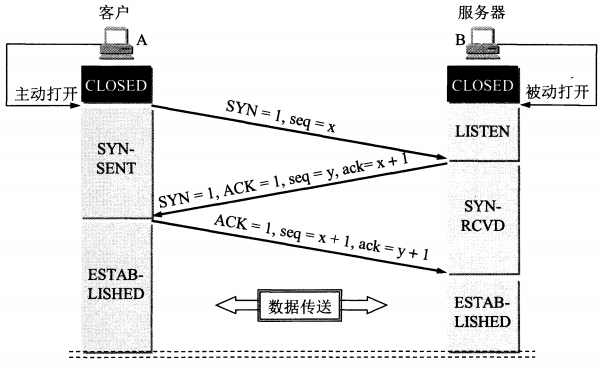 客户
服务器
A
B
主动打开
CLOSED
CLOSED
被动打开
SYN = 1, seq = x
LISTEN
SYN-
SENT
SYN = 1, ACK = 1, seq = y, ack= x + 1
SYN-
RCVD
ACK = 1, seq = x + 1, ack = y + 1
ESTAB-
LISHED
数据传送
ESTAB-
LISHED